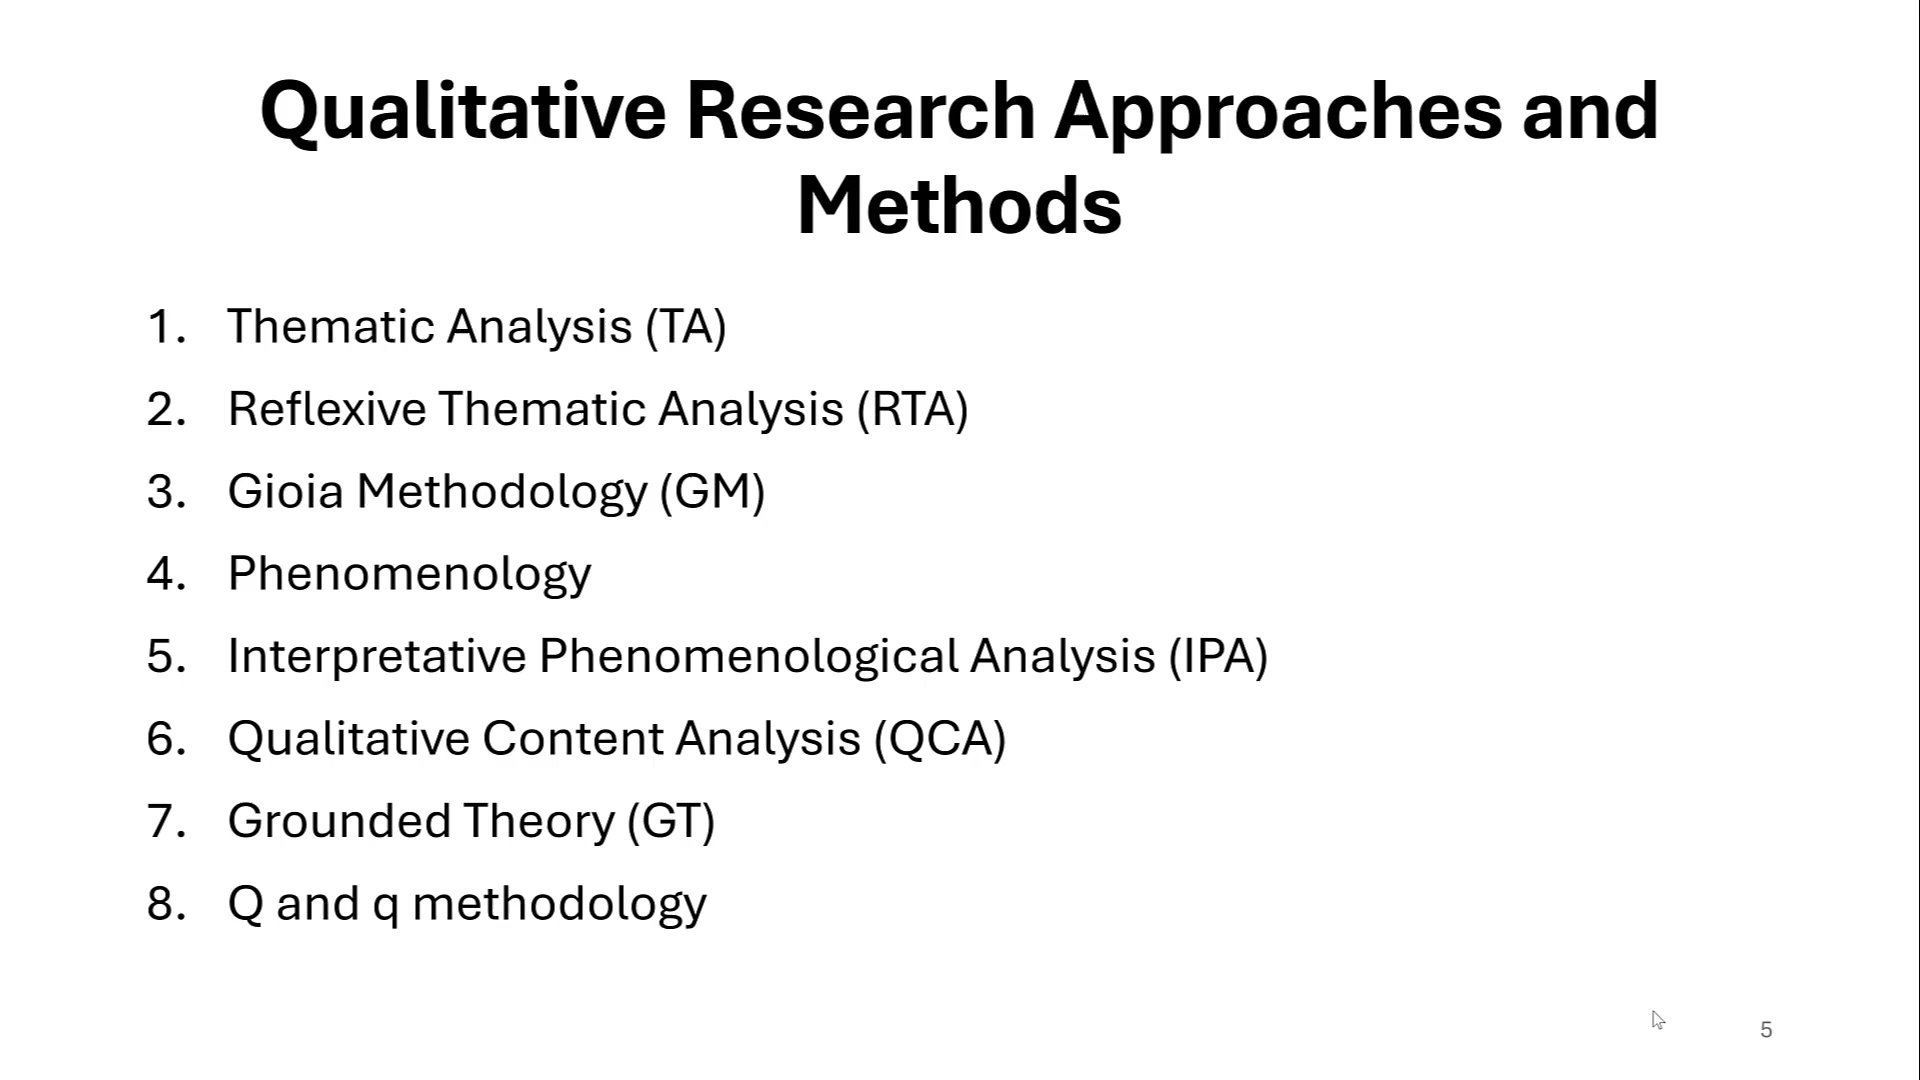 Qualitative Research Approaches and
Methods
1. Thematic Analysis (TA)
2. Reflexive Thematic Analysis (RTA)
3. Gioia Methodology (GM)
4. Phenomenology
5. Interpretative Phenomenological Analysis (IPA)
6. Qualitative Content Analysis (QCA)
7. Grounded Theory (GT)
8. Q and q methodology
5